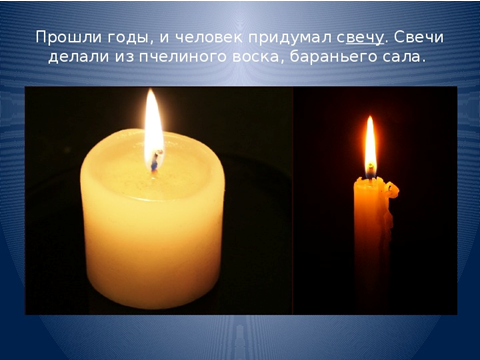 Прошли годы, и человек придумал свечу. Свечи
делали из пчелиного воска, бараньего сала.